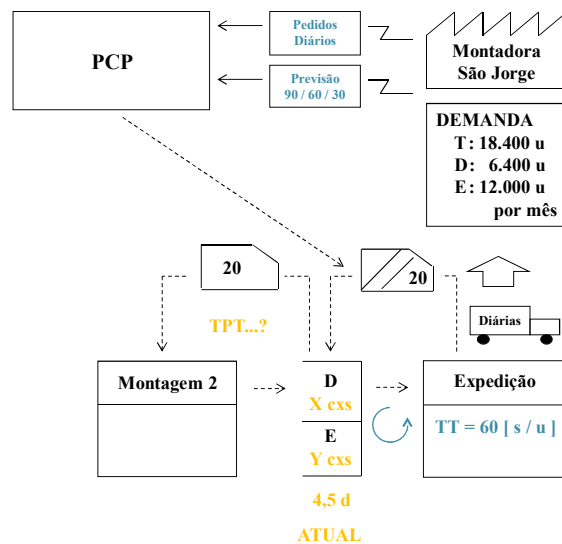 PCP
Pedidos
Diários
Previsão
90 / 60 / 30
Montadora
São Jorge
DEMANDA
T : 18.400 u
D : 6.400 u
E : 12.000 u
por mês
20
20
TPT...?
Diárias
Montagem 2
D
X cxs
E
Y cxs
Expedição
TT = 60 [ s / u ]
4,5 d
ATUAL